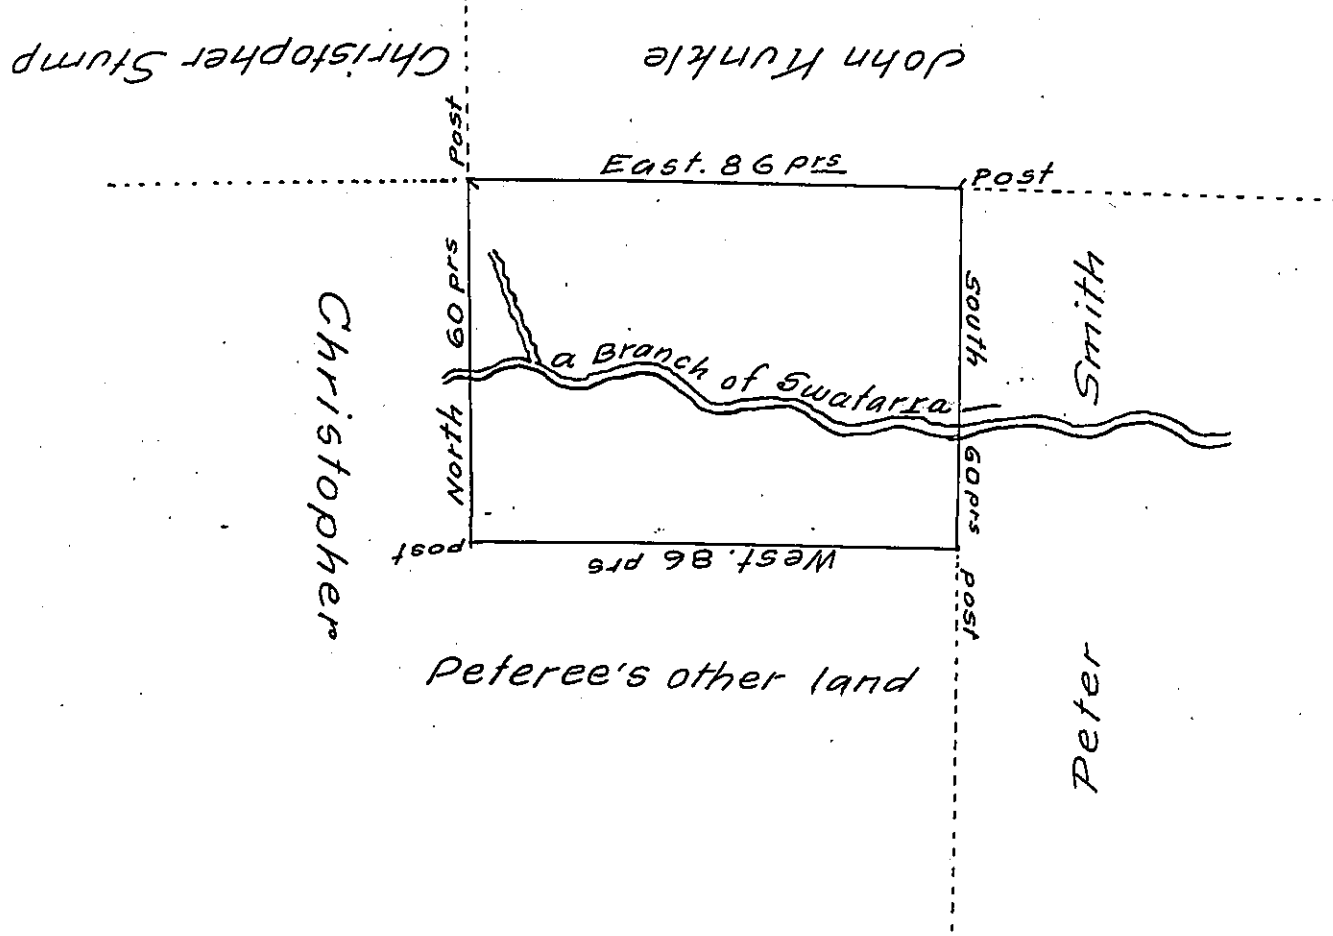 Christopher Stump
John Kunkle
Post
East. 86 prs
Post
North 60 prs
South 60 prs
a Branch of Swatarra
Christopher
Peter Smith
post
West. 86 prs
post
Peteree's other land